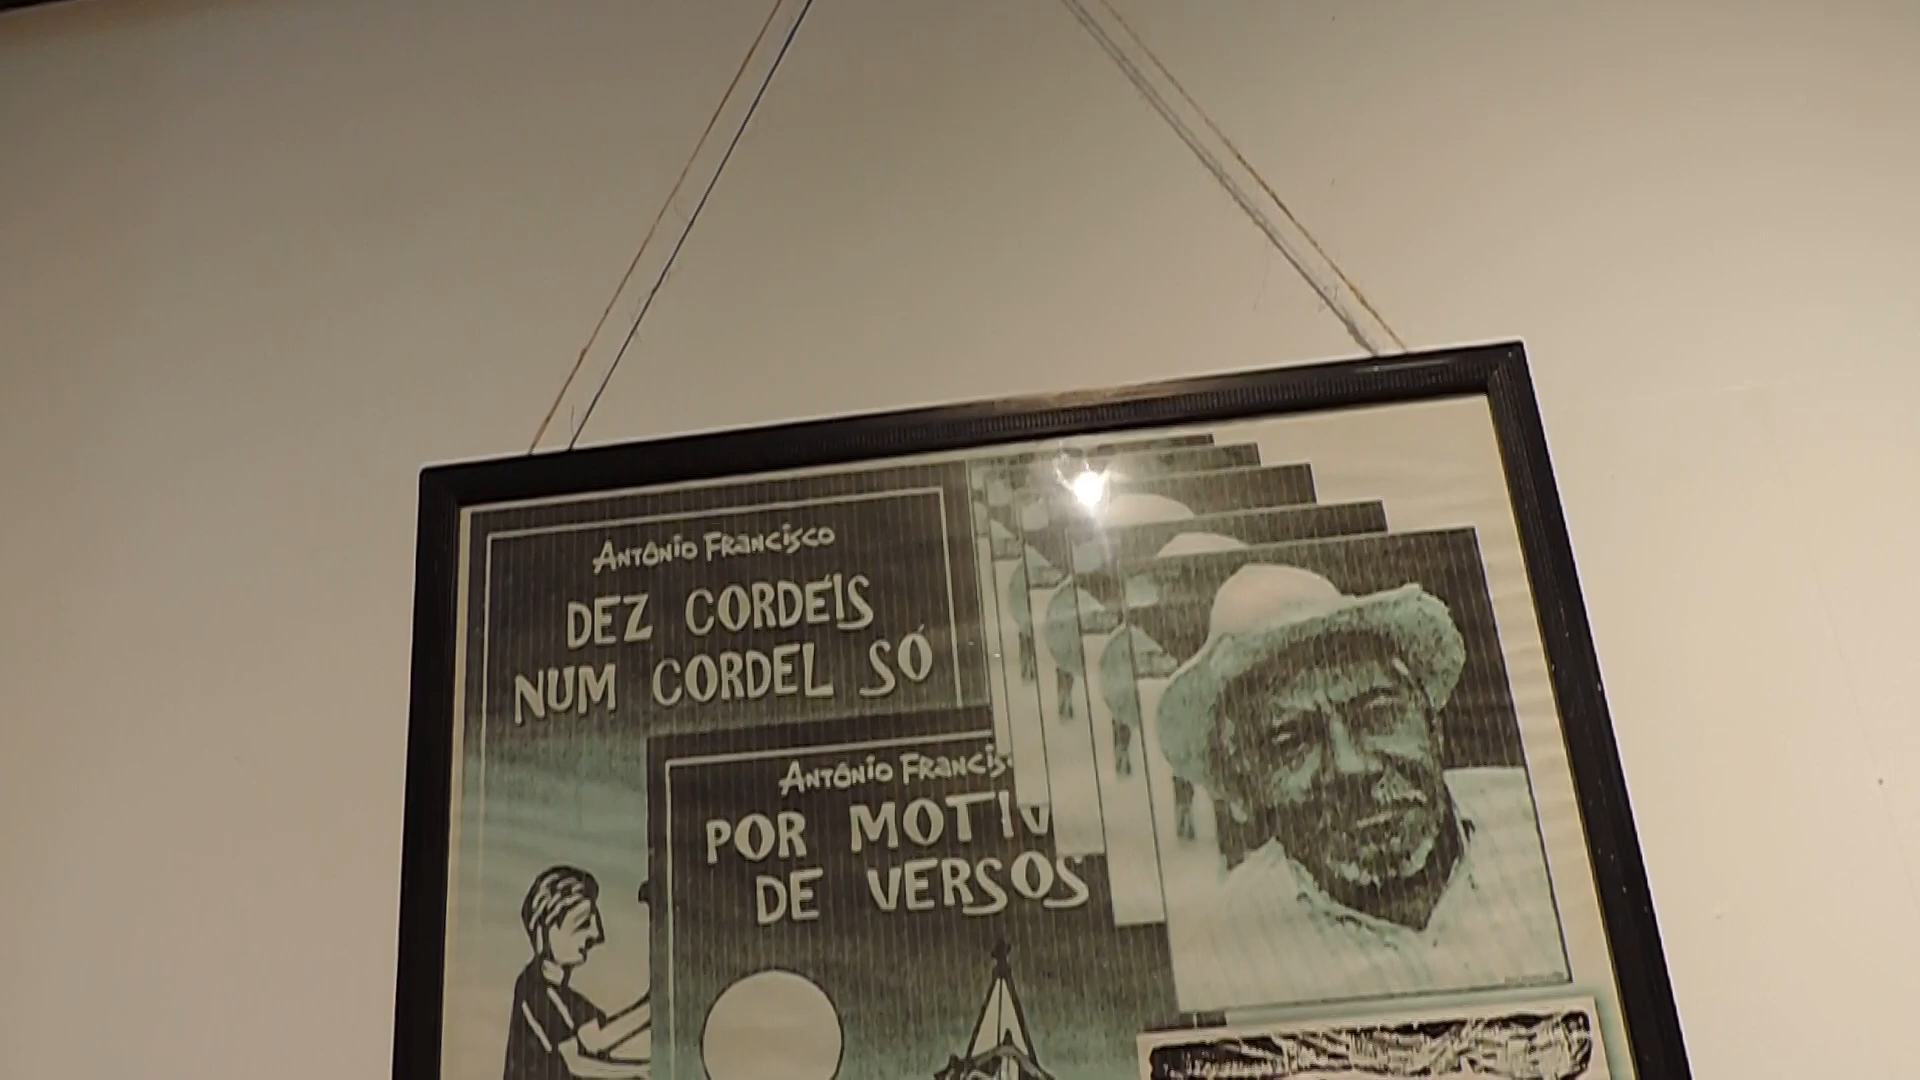 ANTÔNIO FRANCISCO
DEZ CORDÉIS
NUM CORDEL SÓ
ANTÔNIO FRANCIS
POR MOTIV
DE VERSOS